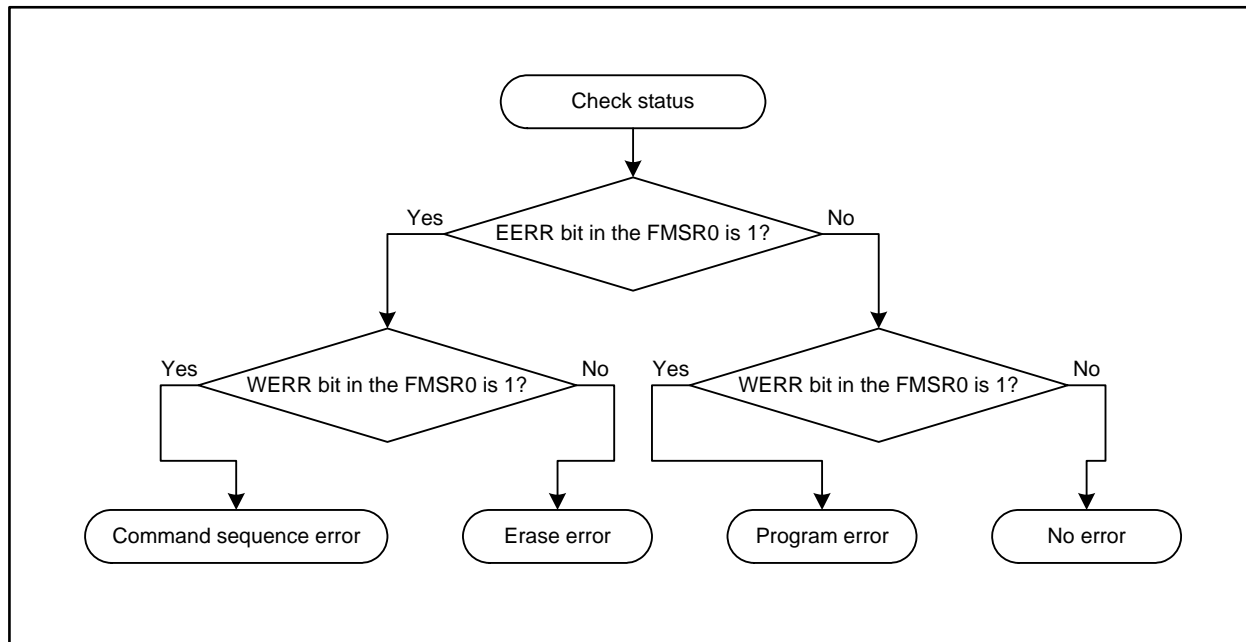 Check status
Yes
No
EERR bit in the FMSR0 is 1?
Yes
No
Yes
No
WERR bit in the FMSR0 is 1?
WERR bit in the FMSR0 is 1?
Command sequence error
Erase error
Program error
No error